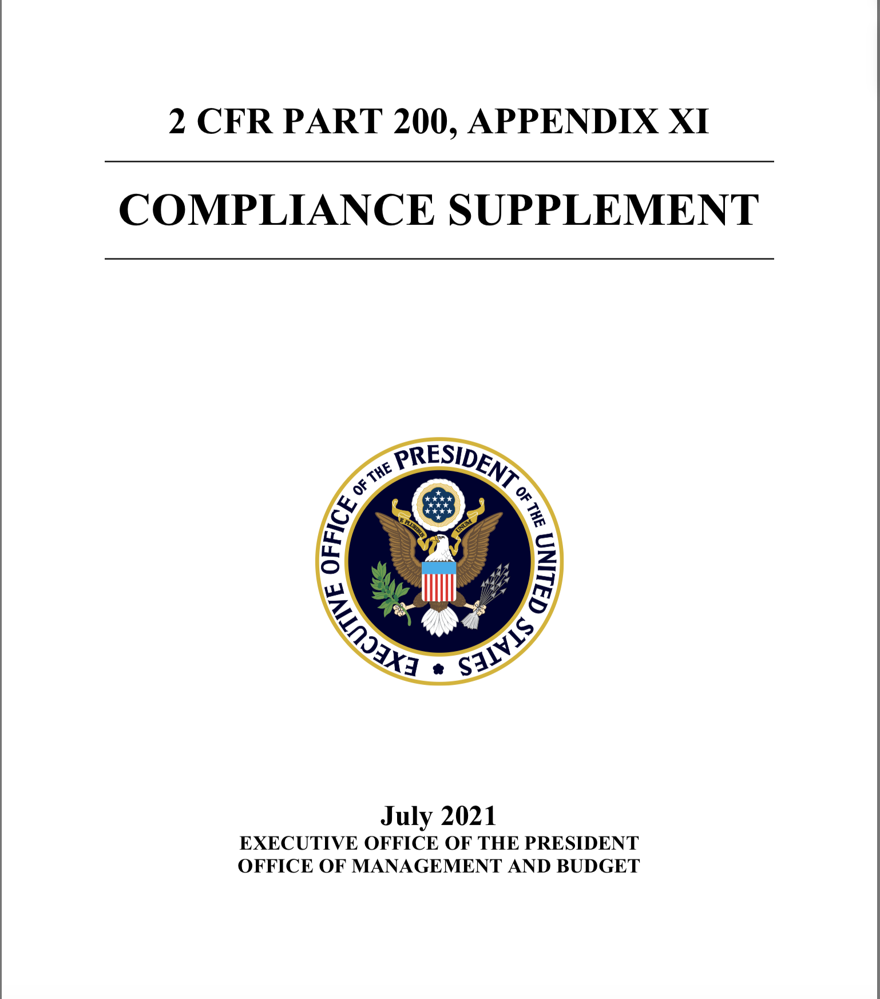 2 CFR PART 200, APPENDIX XI
COMPLIANCE SUPPLEMENT
EXECUTIVE OFFICE OF THE PRESIDENT OF THE UNITED STATES
E PLURIBUS UNUM
July 2021
EXECUTIVE OFFICE OF THE PRESIDENT
OFFICE OF MANAGEMENT AND BUDGET